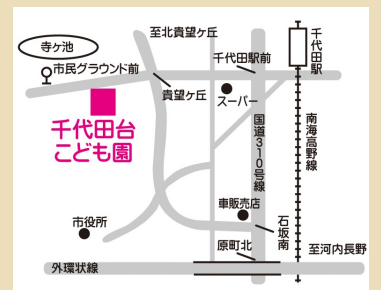 至北貴望ヶ丘
千代田駅
寺ヶ池
千代田駅前
市民グラウンド前
貴望ヶ丘
スーパー
千代田台
こども園
国道310号線
南海高野線
車販売店
石坂南
市役所
原町北
至河内長野
外環状線